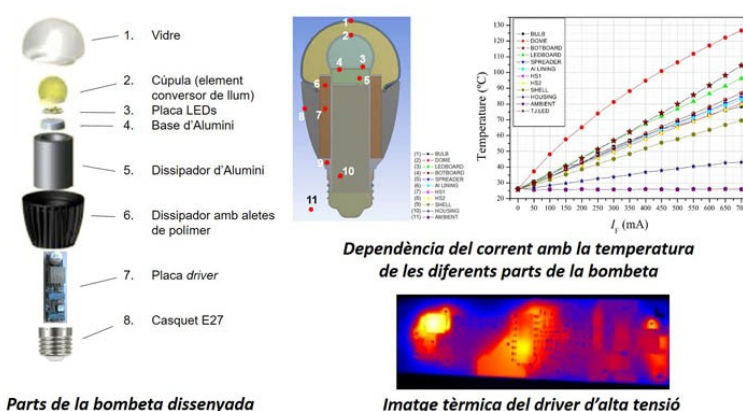 1. Vidre
2. Cúpula (element
conversor de llum)
3. Placa LEDs
4. Base d'Alumini
5. Dissipador d'Alumini
6. Dissipador amb aletes
de polímer
7. Placa driver
8. Casquet E27
Parts de la bombeta dissenyada
1
2
3
4
5
6
7
8
9
10
11
(1) BULB
(2) DOME
(3) LEDBOARD
(4) BOTBOARD
(5) SPREADER
(6) Al LINING
(7) HS1
(8) HS2
(9) SHELL
(10) HOUSING
(11) AMBIENT
Temperature (ºC)
130
120
110
100
90
80
70
60
50
40
30
20
BULB
DOME
BOTBOARD
LEDBOARD
SPREADER
Al LINING
HS1
HS2
SHELL
HOUSING
AMBIENT
TJ.LED
0 50 100 150 200 250 300 350 400 450 500 550 600 650 700
IF (mA)
Dependència del corrent amb la temperatura
de les diferents parts de la bombeta
Imatge tèrmica del driver d'alta tensió